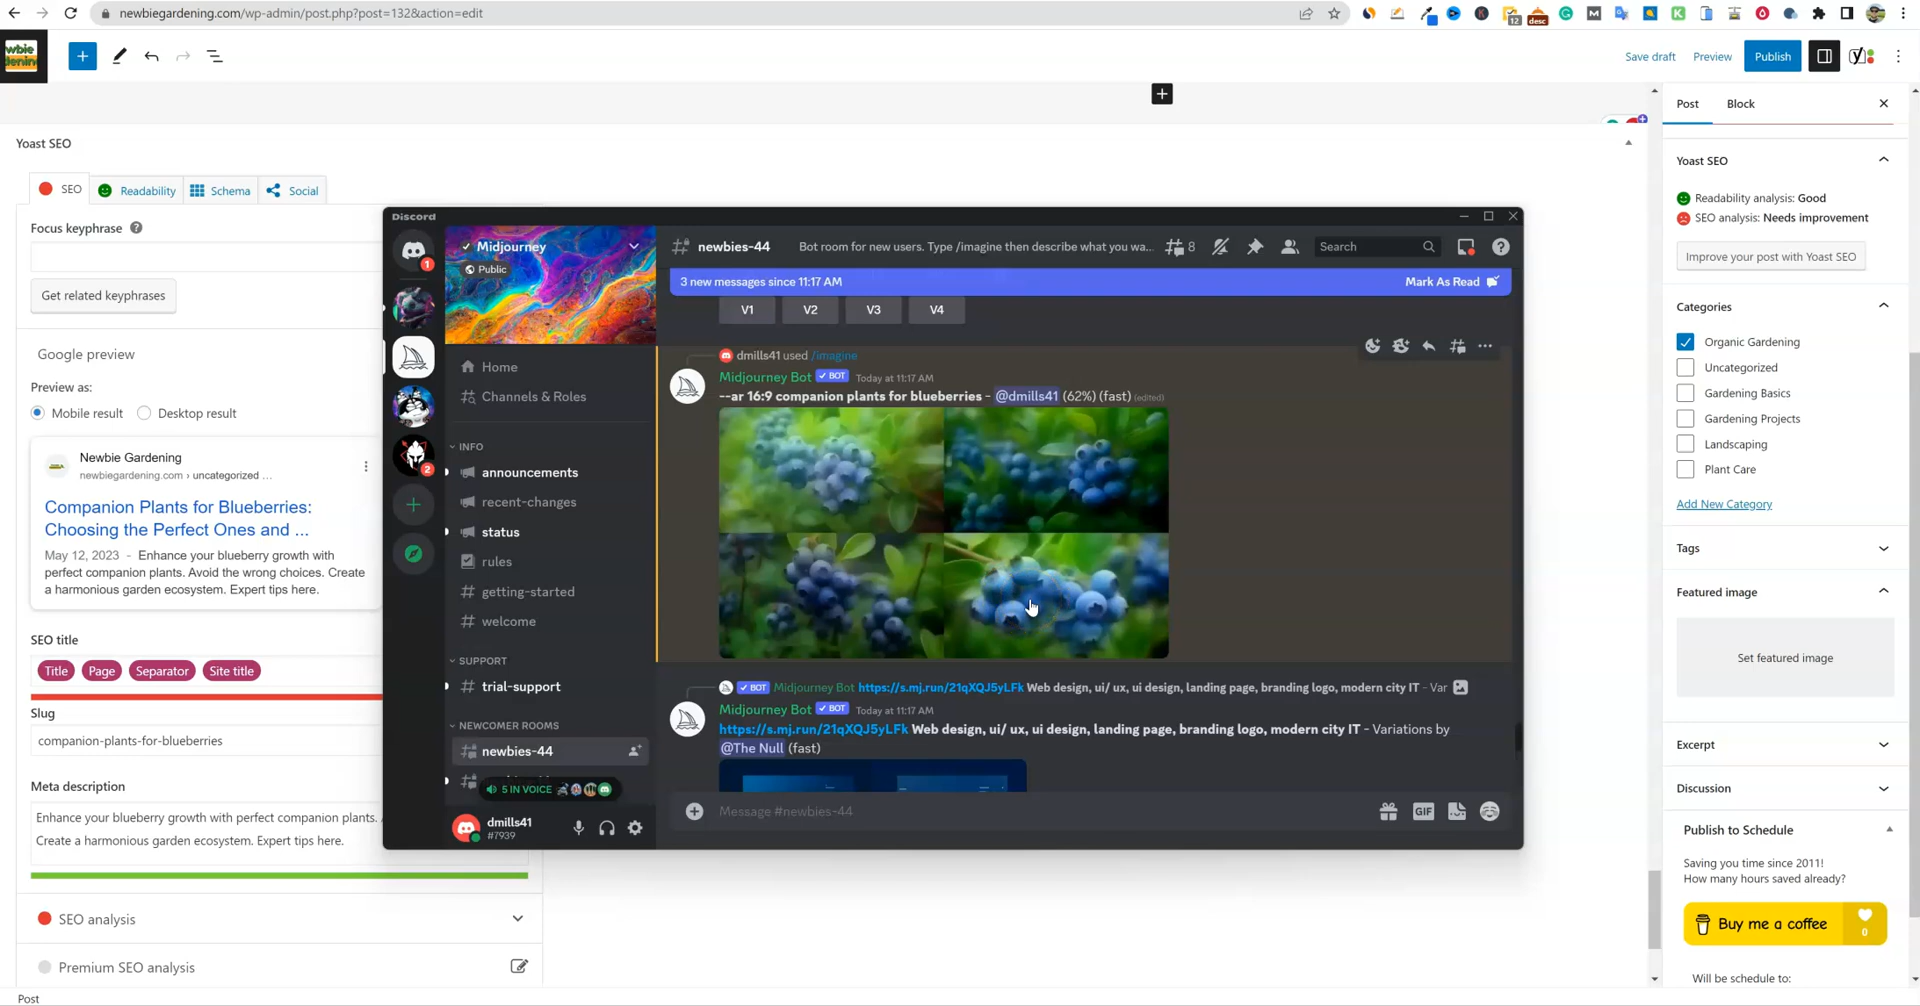 newbiegardening.com/wp-admin/post.php?post=132&action=edit
12
desc
Save draft
Preview
Publish
Yoast SEO
SEO
Readability
Schema
Social
Focus keyphrase
Get related keyphrases
Google preview
Preview as:
Mobile result
Desktop result
Newbie Gardening
newbiegardening.com › uncategorized ...
Companion Plants for Blueberries:
Choosing the Perfect Ones and ...
May 12, 2023 - Enhance your blueberry growth with
perfect companion plants. Avoid the wrong choices. Create
a harmonious garden ecosystem. Expert tips here.
SEO title
Title Page Separator Site title
Slug
companion-plants-for-blueberries
Meta description
Enhance your blueberry growth with perfect companion plants.
Create a harmonious garden ecosystem. Expert tips here.
SEO analysis
Premium SEO analysis
Post
Discord
1
2
Midjourney
Public
Home
Channels & Roles
INFO
announcements
recent-changes
status
rules
getting-started
welcome
SUPPORT
trial-support
NEWCOMER ROOMS
newbies-44
5 IN VOICE
dmills41
#7939
newbies-44
Bot room for new users. Type /imagine then describe what you wa...
8
Search
3 new messages since 11:17 AM
Mark As Read
V1
V2
V3
V4
dmills41 used /imagine
Midjourney Bot ✓ BOT Today at 11:17 AM
--ar 16:9 companion plants for blueberries - @dmills41 (62%) (fast) (edited)
✓ BOT Midjourney Bot https://s.mj.run/21qXQJ5yLFk Web design, ui/ ux, ui design, landing page, branding logo, modern city IT - Var
Midjourney Bot ✓ BOT Today at 11:17 AM
https://s.mj.run/21qXQJ5yLFk Web design, ui/ ux, ui design, landing page, branding logo, modern city IT - Variations by
@The Null (fast)
Message #newbies-44
GIF
Post
Block
Yoast SEO
Readability analysis: Good
SEO analysis: Needs improvement
Improve your post with Yoast SEO
Categories
Organic Gardening
Uncategorized
Gardening Basics
Gardening Projects
Landscaping
Plant Care
Add New Category
Tags
Featured image
Set featured image
Excerpt
Discussion
Publish to Schedule
Saving you time since 2011!
How many hours saved already?
Buy me a coffee
0
Will be schedule to: